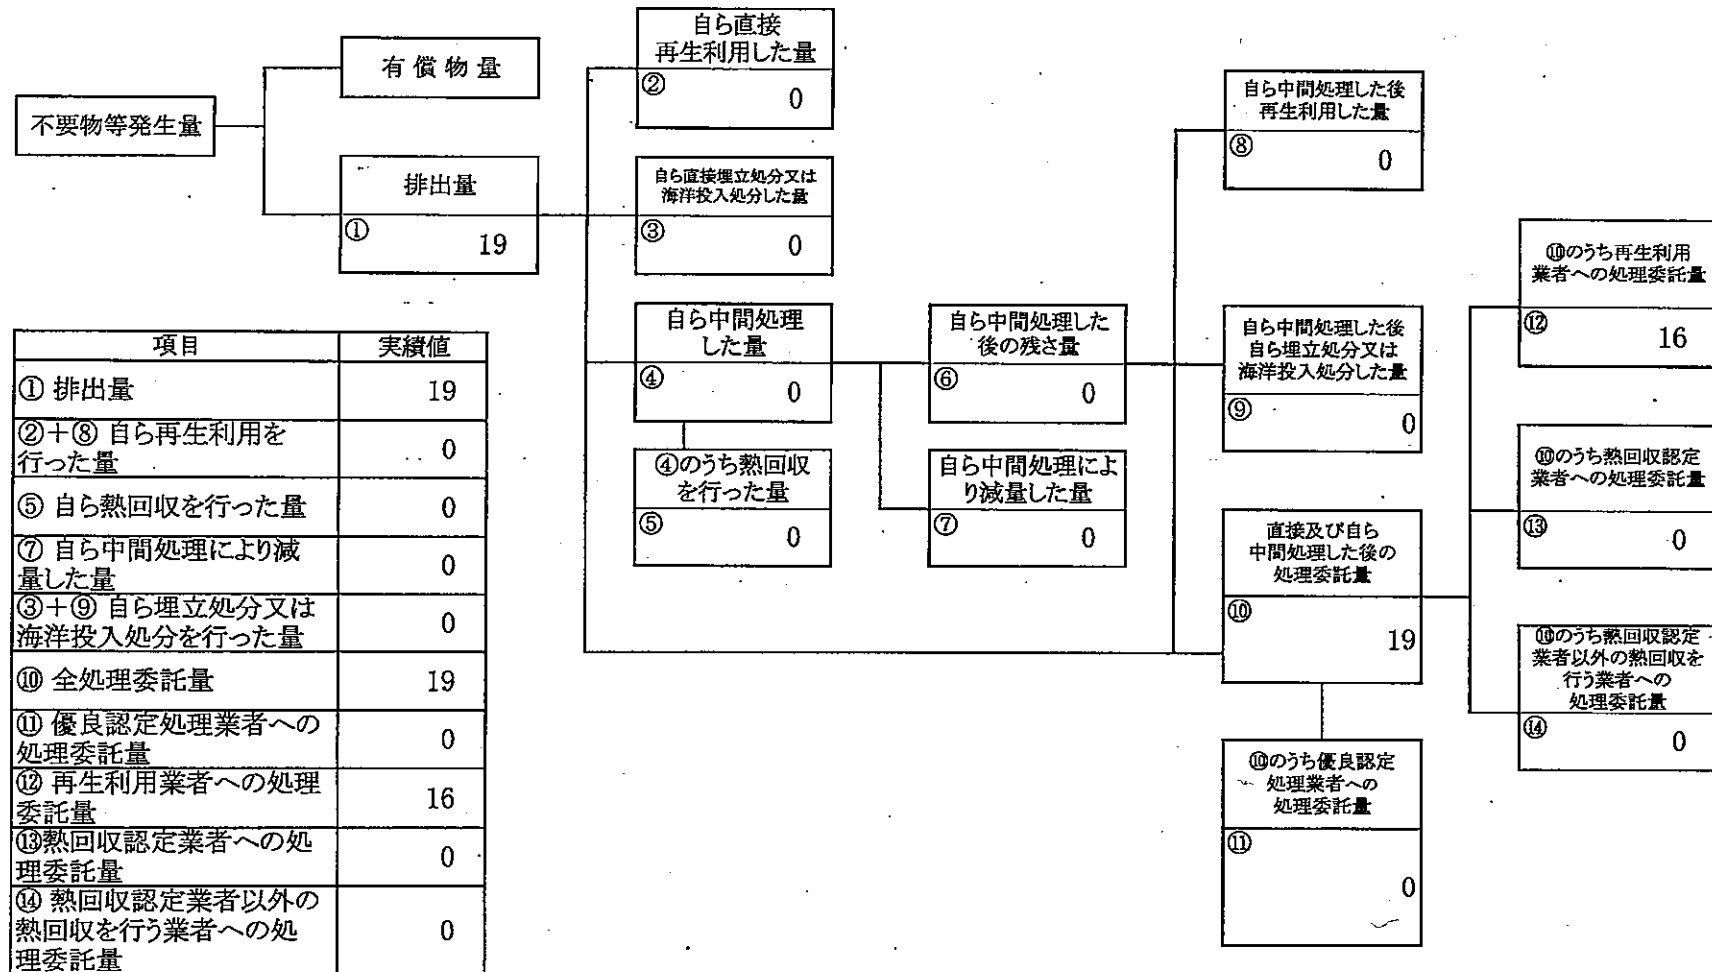 不要物等発生量
有償物量
排出量
①
19
自ら直接
再生利用した量
②
0
自ら直接埋立処分又は
海洋投入処分した量
③
0
自ら中間処理
した量
④
0
④のうち熱回収
を行った量
⑤
0
自ら中間処理した
後の残さ量
⑥
0
自ら中間処理によ
り減量した量
⑦
0
自ら中間処理した後
再生利用した量
⑧
0
自ら中間処理した後
自ら埋立処分又は
海洋投入処分した量
⑨
0
直接及び自ら
中間処理した後の
処理委託量
⑩
19
⑩のうち優良認定
処理業者への
処理委託量
⑪
0
⑩のうち再生利用
業者への処理委託量
⑫
16
⑩のうち熱回収認定
業者への処理委託量
⑬
0
⑩のうち熱回収認定
業者以外の熱回収を
行う業者への
処理委託量
⑭
0
項目 実績値
① 排出量 19
②+⑧ 自ら再生利用を
行った量 0
⑤ 自ら熱回収を行った量 0
⑦ 自ら中間処理により減
量した量 0
③+⑨ 自ら埋立処分又は
海洋投入処分を行った量 0
⑩ 全処理委託量 19
⑪ 優良認定処理業者への
処理委託量 0
⑫ 再生利用業者への処理
委託量 16
⑬熱回収認定業者への処
理委託量 0
⑭ 熱回収認定業者以外の
熱回収を行う業者への処
理委託量 0